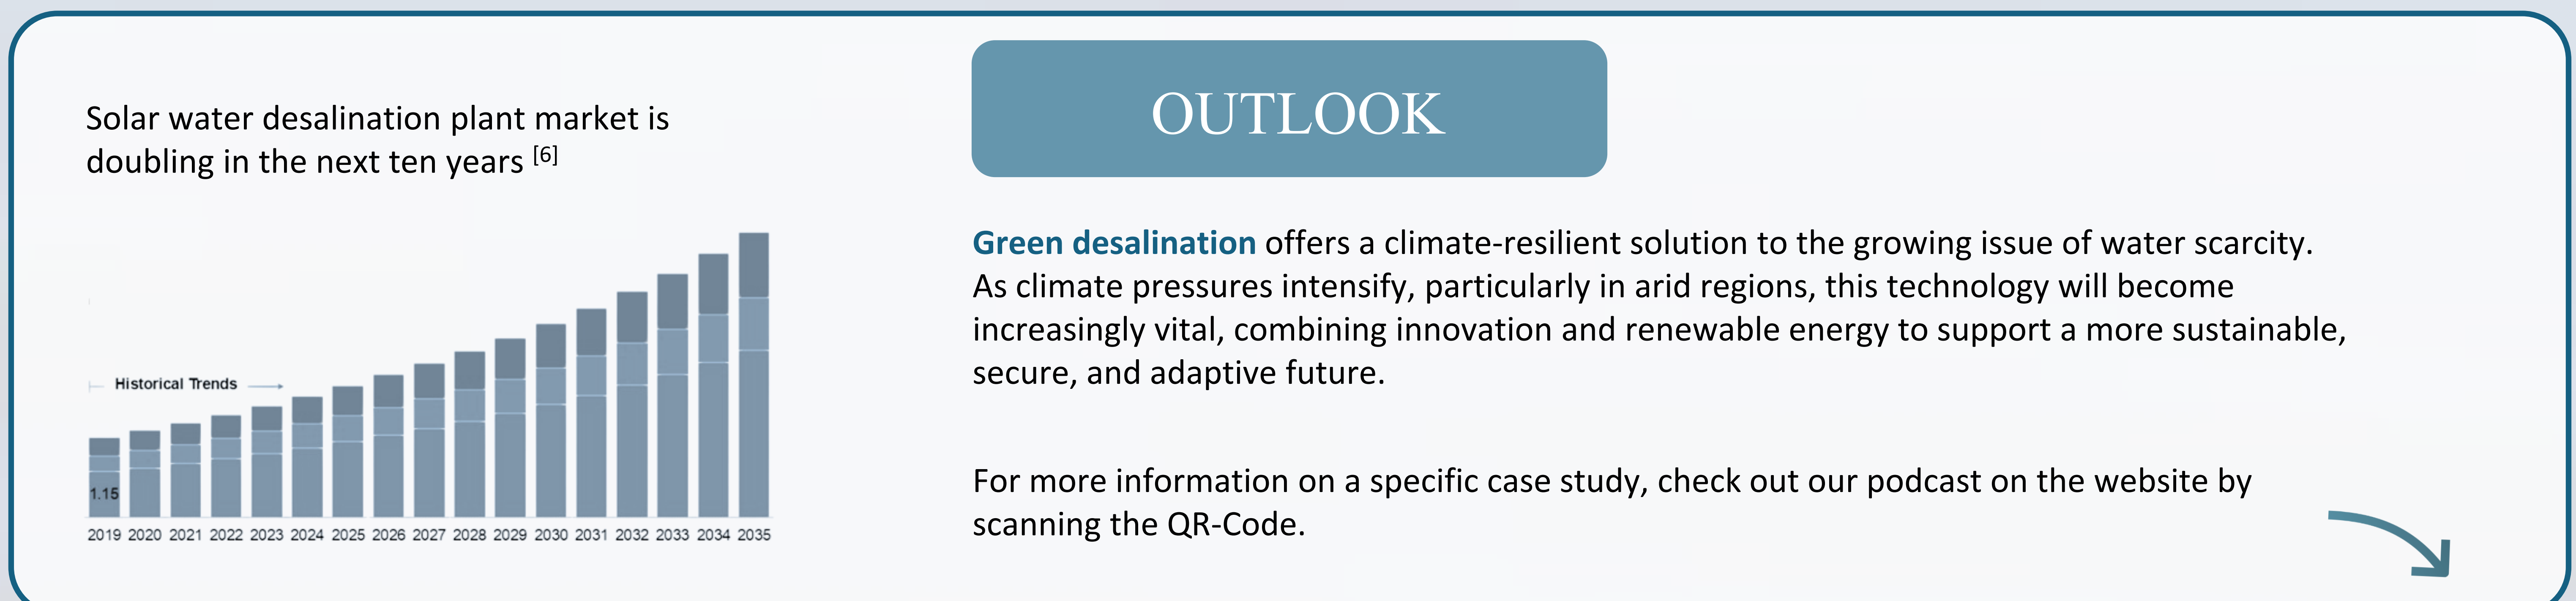 Solar water desalination plant market is
doubling in the next ten years [6]
Historical Trends
1.15
2019 2020 2021 2022 2023 2024 2025 2026 2027 2028 2029 2030 2031 2032 2033 2034 2035
OUTLOOK
Green desalination offers a climate-resilient solution to the growing issue of water scarcity.
As climate pressures intensify, particularly in arid regions, this technology will become
increasingly vital, combining innovation and renewable energy to support a more sustainable,
secure, and adaptive future.
For more information on a specific case study, check out our podcast on the website by
scanning the QR-Code.